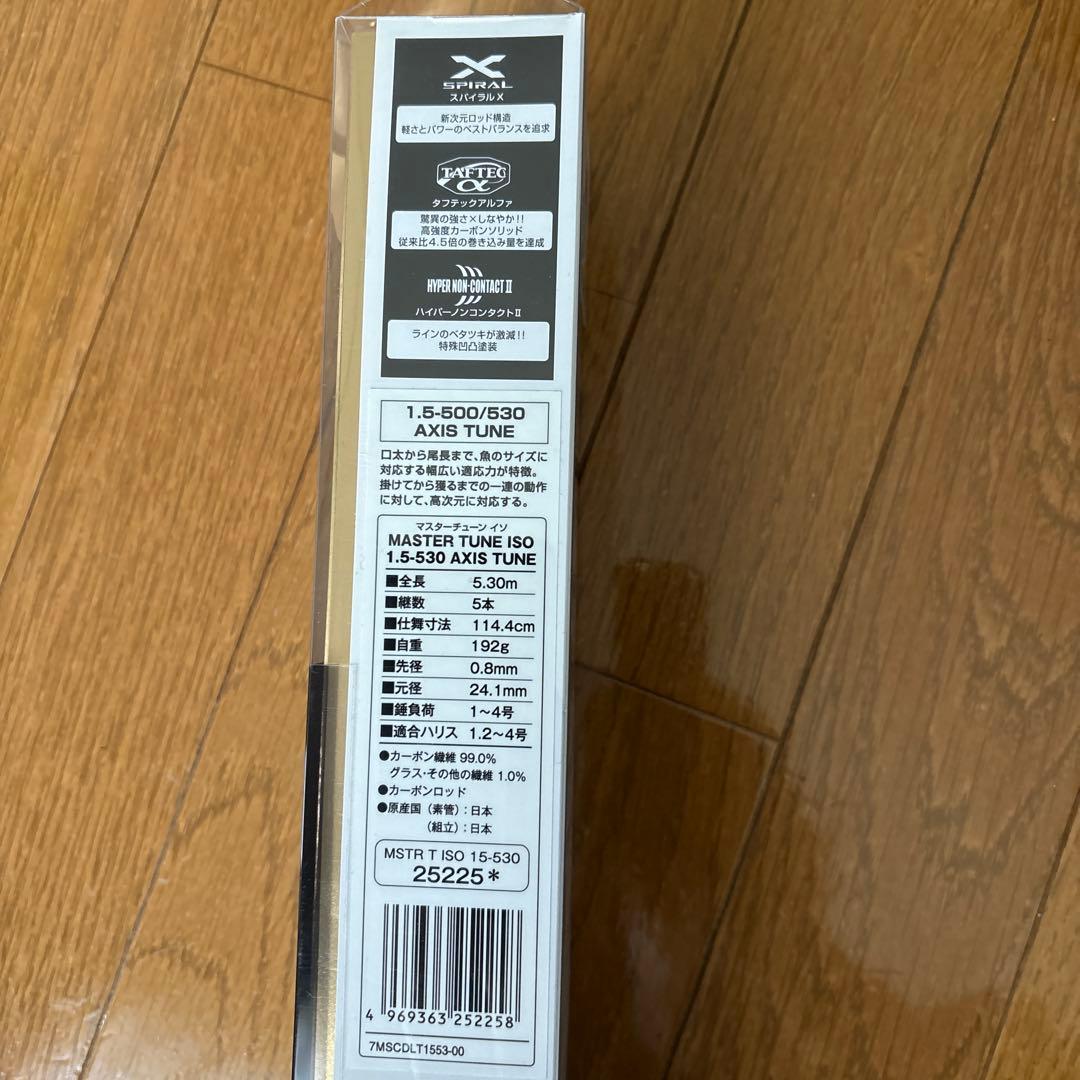 X
SPIRAL
スパイラルX
新次元ロッド構造
軽さとパワーのベストバランスを追求
TAFTEC
α
タフテックアルファ
驚異の強さ×しなやか!!
高強度カーボンソリッド
従来比4.5倍の巻き込み量を達成
HYPER NON-CONTACT II
ハイパーノンコンタクトII
ラインのベタツキが激減!!
特殊凹凸塗装
1.5-500/530
AXIS TUNE
口太から尾長まで、魚のサイズに
対応する幅広い適応力が特徴。
掛けてから獲るまでの一連の動作
に対して、高次元に対応する。
マスターチューン イソ
MASTER TUNE ISO
1.5-530 AXIS TUNE
■全長 5.30m
■継数 5本
■仕舞寸法 114.4cm
■自重 192g
■先径 0.8mm
■元径 24.1mm
■錘負荷 1〜4号
■適合ハリス 1.2〜4号
●カーボン繊維 99.0%
グラス・その他の繊維 1.0%
●カーボンロッド
●原産国（素管）：日本
（組立）：日本
MSTR T ISO 15-530
25225*
4 969363 252258
7MSCDLT1553-00